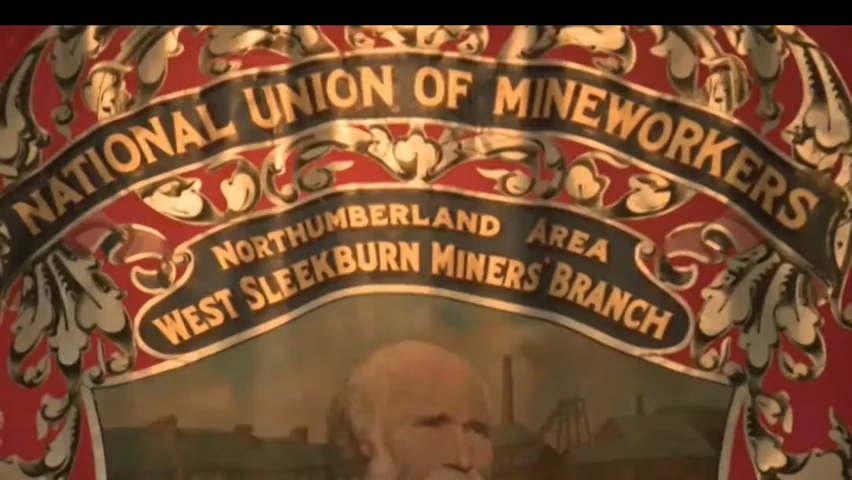 NATIONAL UNION OF MINEWORKERS
NORTHUMBERLAND AREA
WEST SLEEKBURN MINERS' BRANCH